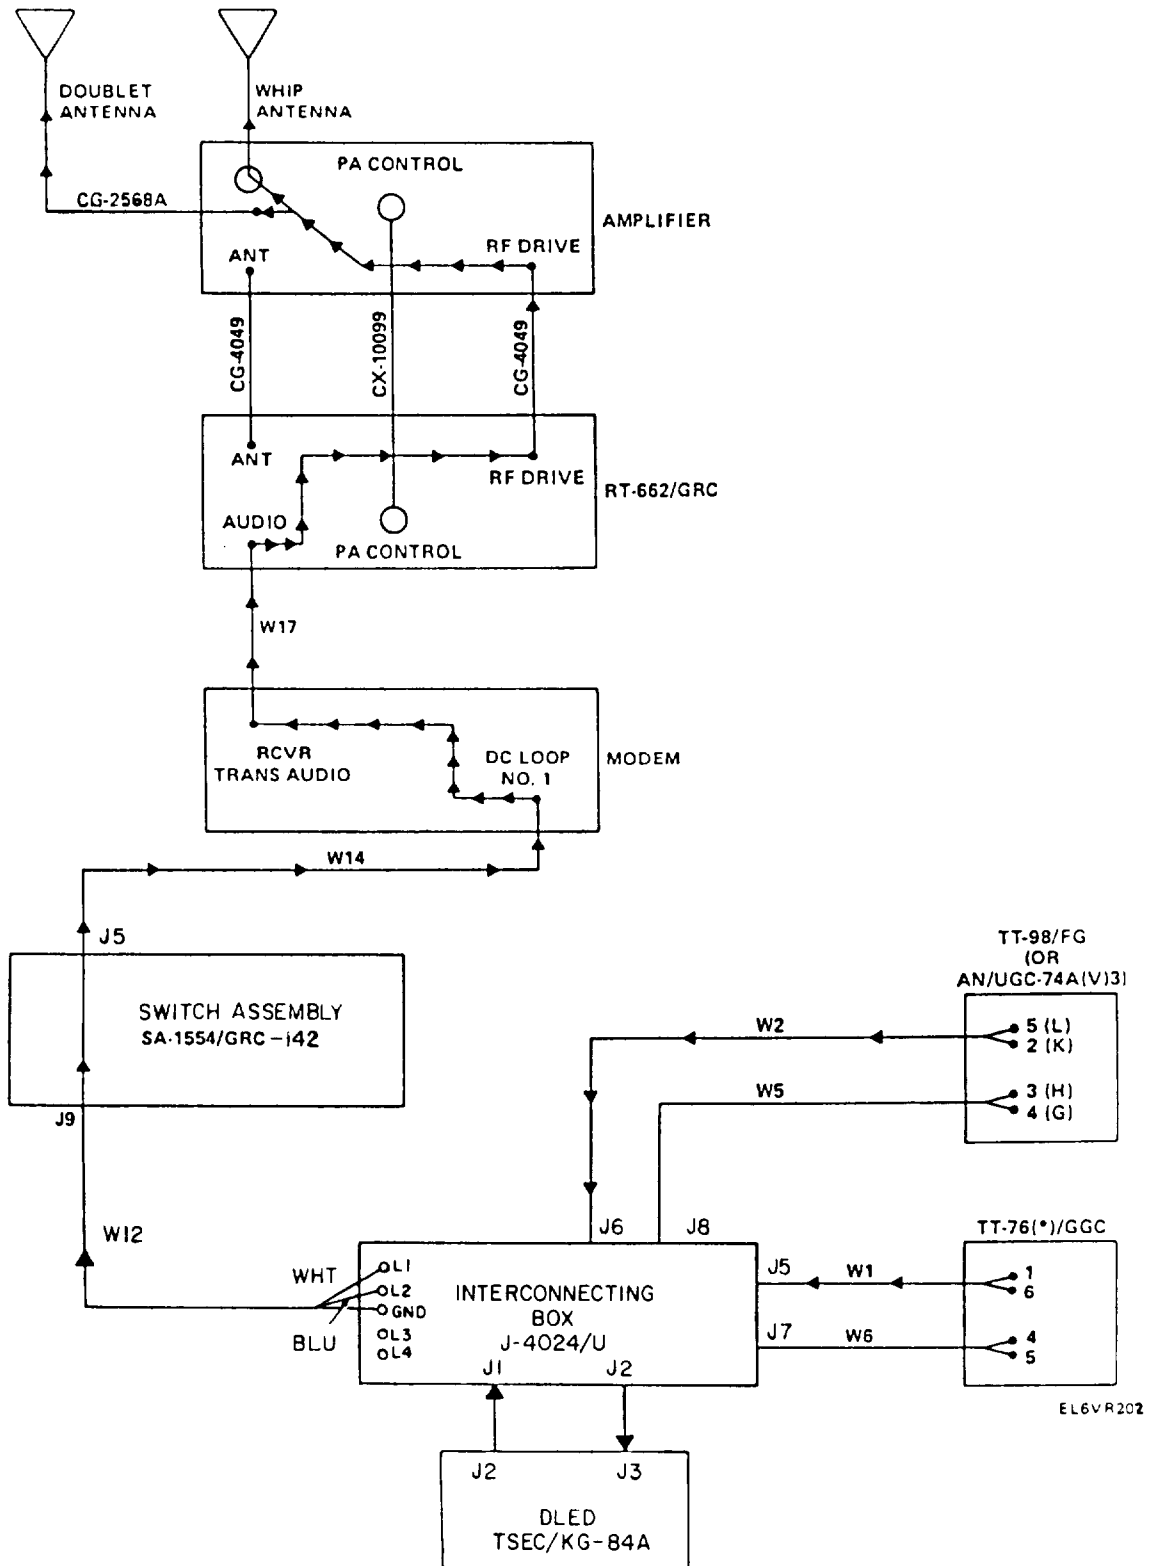 DOUBLET
ANTENNA
WHIP
ANTENNA
PA CONTROL
CG-2568A
AMPLIFIER
RF DRIVE
ANT
CG-4049
CX-10099
CG-4049
ANT
RF DRIVE
RT-662/GRC
AUDIO
PA CONTROL
W17
RCVR
TRANS AUDIO
DC LOOP
NO. 1
MODEM
W14
J5
SWITCH ASSEMBLY
SA-1554/GRC-142
J9
W12
TT-98/FG
(OR
AN/UGC-74A(V)3)
W2
5 (L)
2 (K)
W5
3 (H)
4 (G)
J6
J8
TT-76(*)/GGC
WHT
BLU
L1
L2
GND
L3
L4
INTERCONNECTING
BOX
J-4024/U
J5
W1
1
6
J7
W6
4
5
J1
J2
EL6VR202
J2
J3
DLED
TSEC/KG-84A